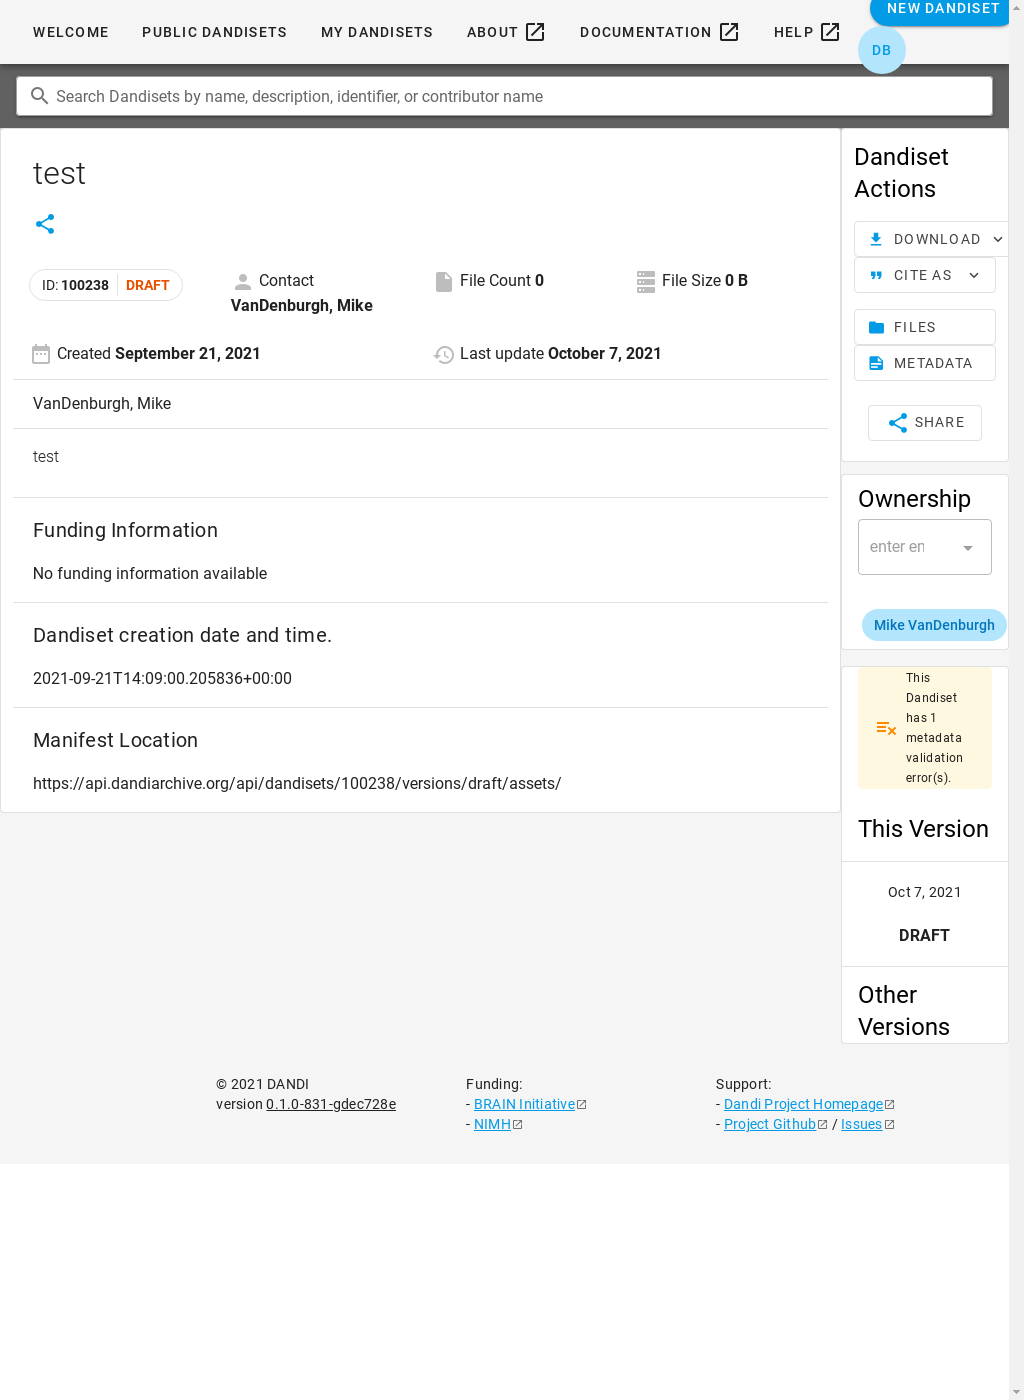 NEW DANDISET
WELCOME PUBLIC DANDISETS MY DANDISETS ABOUT DOCUMENTATION HELP
DB
Search Dandisets by name, description, identifier, or contributor name
test
ID: 100238 DRAFT
Contact
VanDenburgh, Mike
File Count 0
File Size 0 B
Created September 21, 2021
Last update October 7, 2021
VanDenburgh, Mike
test
Funding Information
No funding information available
Dandiset creation date and time.
2021-09-21T14:09:00.205836+00:00
Manifest Location
https://api.dandiarchive.org/api/dandisets/100238/versions/draft/assets/
Dandiset
Actions
DOWNLOAD
CITE AS
FILES
METADATA
SHARE
Ownership
enter en
Mike VanDenburgh
This
Dandiset
has 1
metadata
validation
error(s).
This Version
Oct 7, 2021
DRAFT
Other
Versions
© 2021 DANDI
version 0.1.0-831-gdec728e
Funding:
- BRAIN Initiative
- NIMH
Support:
- Dandi Project Homepage
- Project Github / Issues